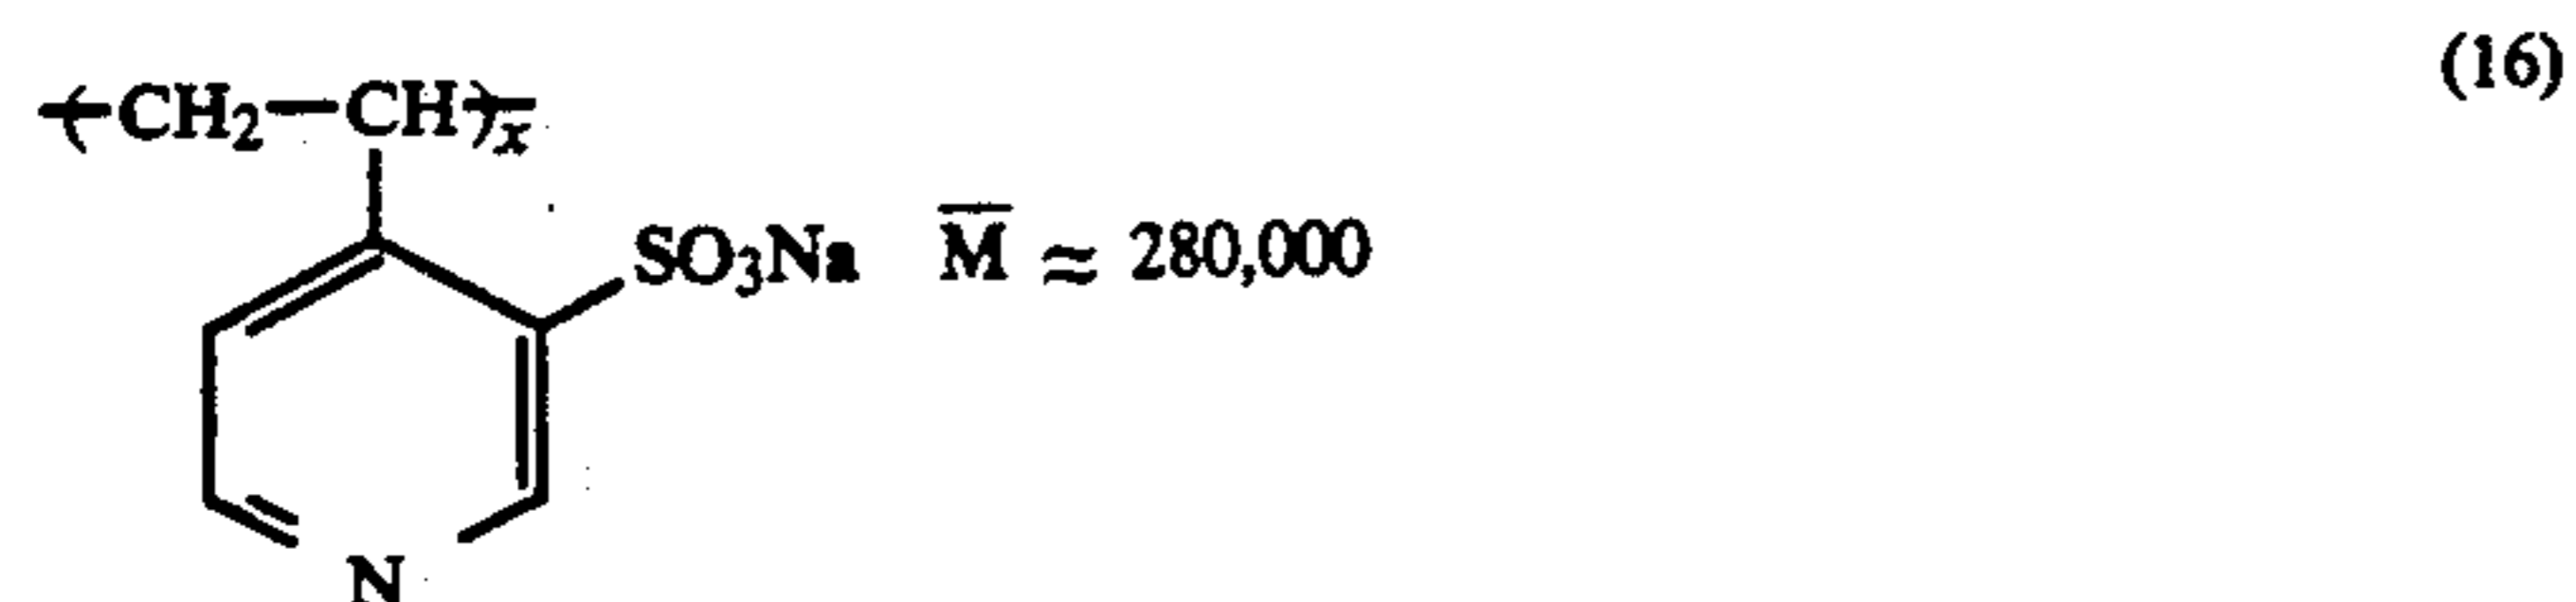 (16)
-(CH₂—CH)ₓ
SO₃Na M̅ ≈ 280,000
N